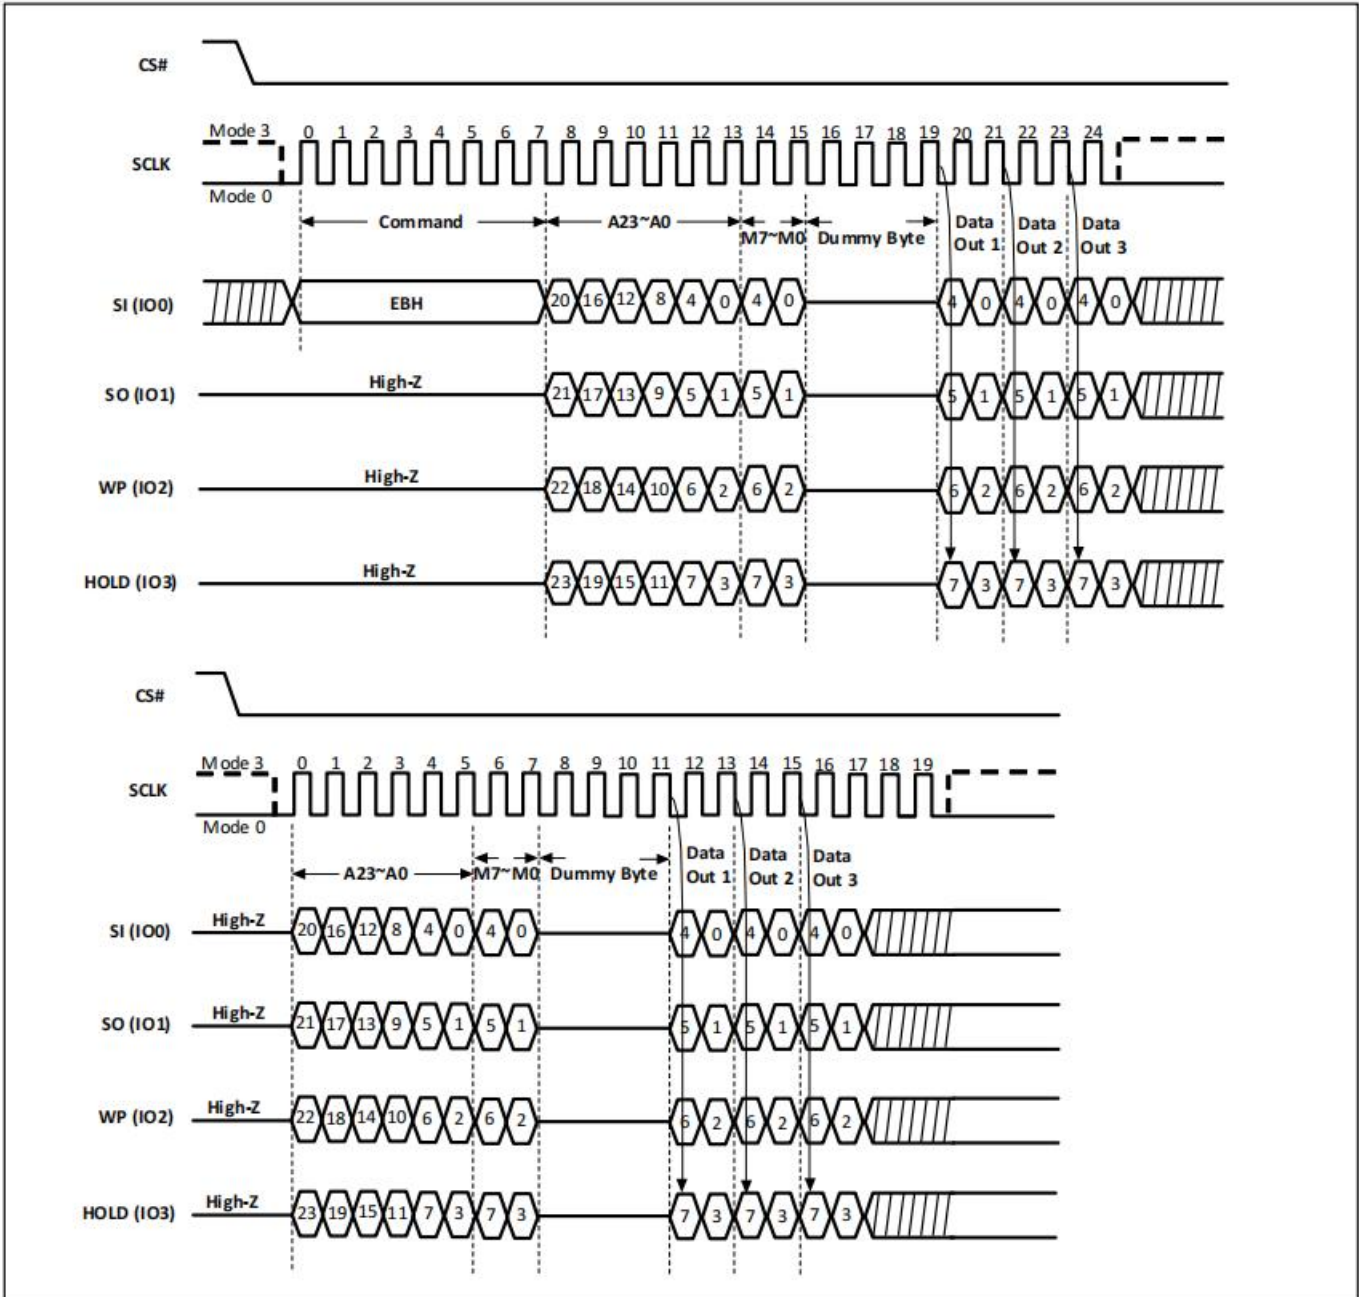 CS#
Mode 3 0 1 2 3 4 5 6 7 8 9 10 11 12 13 14 15 16 17 18 19 20 21 22 23 24
SCLK
Mode 0
Command A23~A0 M7~M0 Dummy Byte Data Out 1 Data Out 2 Data Out 3
SI (IO0) EBH 20 16 12 8 4 0 4 0 4 0 4 0 4 0
SO (IO1) High-Z 21 17 13 9 5 1 5 1 5 1 5 1 5 1
WP (IO2) High-Z 22 18 14 10 6 2 6 2 6 2 6 2 6 2
HOLD (IO3) High-Z 23 19 15 11 7 3 7 3 7 3 7 3 7 3
CS#
Mode 3 0 1 2 3 4 5 6 7 8 9 10 11 12 13 14 15 16 17 18 19
SCLK
Mode 0
A23~A0 M7~M0 Dummy Byte Data Out 1 Data Out 2 Data Out 3
SI (IO0) High-Z 20 16 12 8 4 0 4 0 4 0 4 0 4 0
SO (IO1) High-Z 21 17 13 9 5 1 5 1 5 1 5 1 5 1
WP (IO2) High-Z 22 18 14 10 6 2 6 2 6 2 6 2 6 2
HOLD (IO3) High-Z 23 19 15 11 7 3 7 3 7 3 7 3 7 3